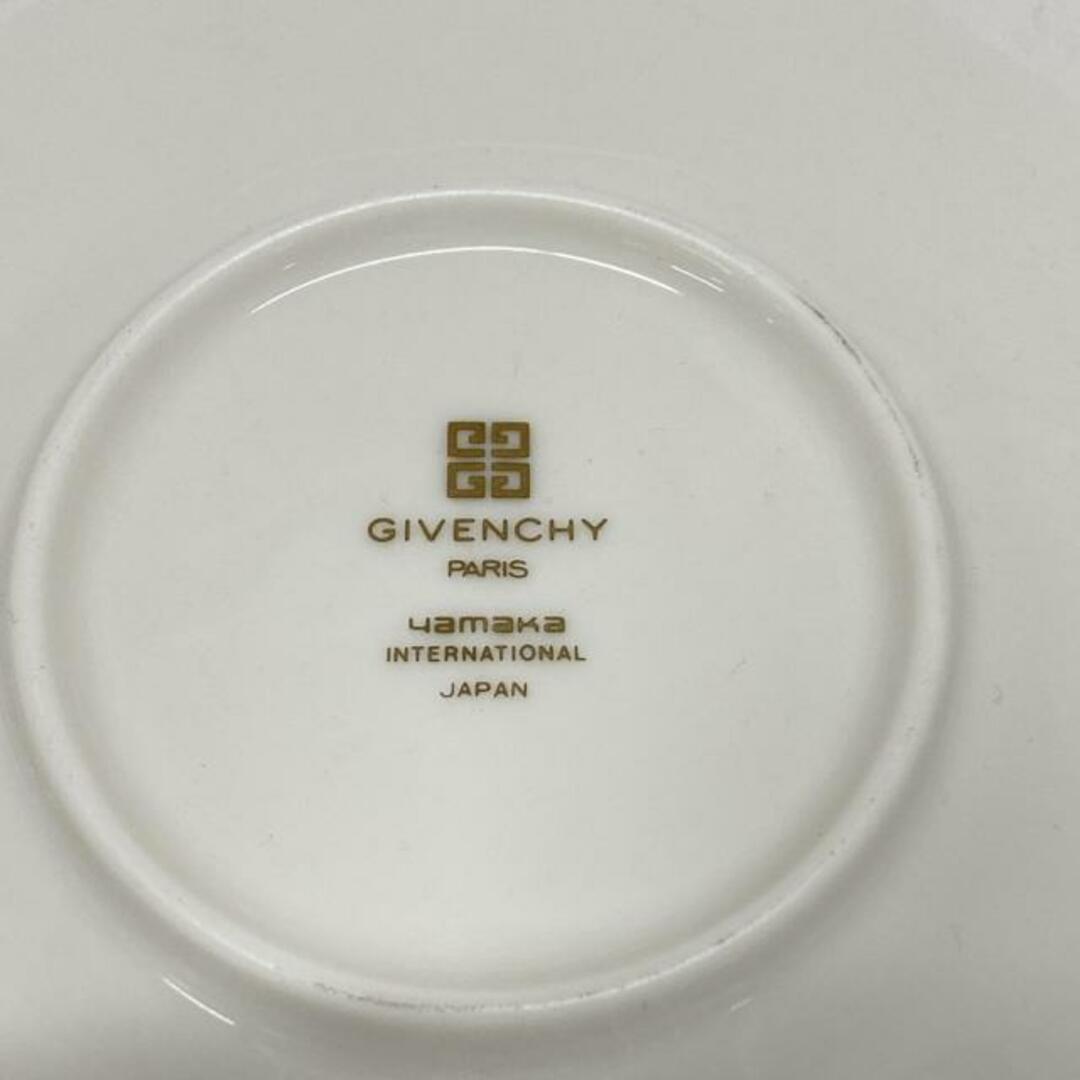 GIVENCHY
PARIS
yamaka
INTERNATIONAL
JAPAN